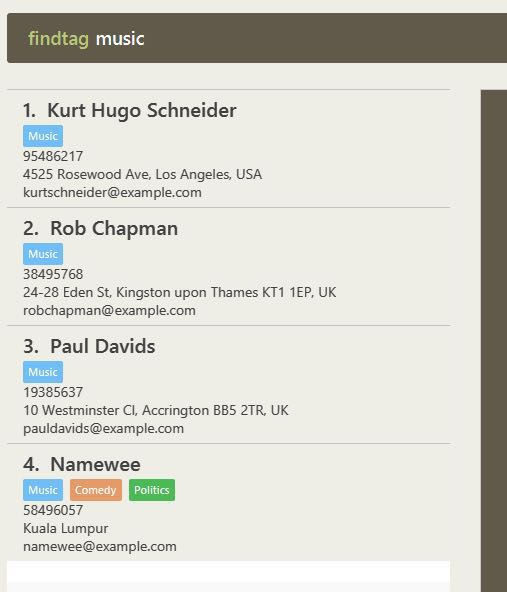 findtag music
1. Kurt Hugo Schneider
Music
95486217
4525 Rosewood Ave, Los Angeles, USA
kurtschneider@example.com
2. Rob Chapman
Music
38495768
24-28 Eden St, Kingston upon Thames KT1 1EP, UK
robchapman@example.com
3. Paul Davids
Music
19385637
10 Westminster Cl, Accrington BB5 2TR, UK
pauldavids@example.com
4. Namewee
Music Comedy Politics
58496057
Kuala Lumpur
namewee@example.com